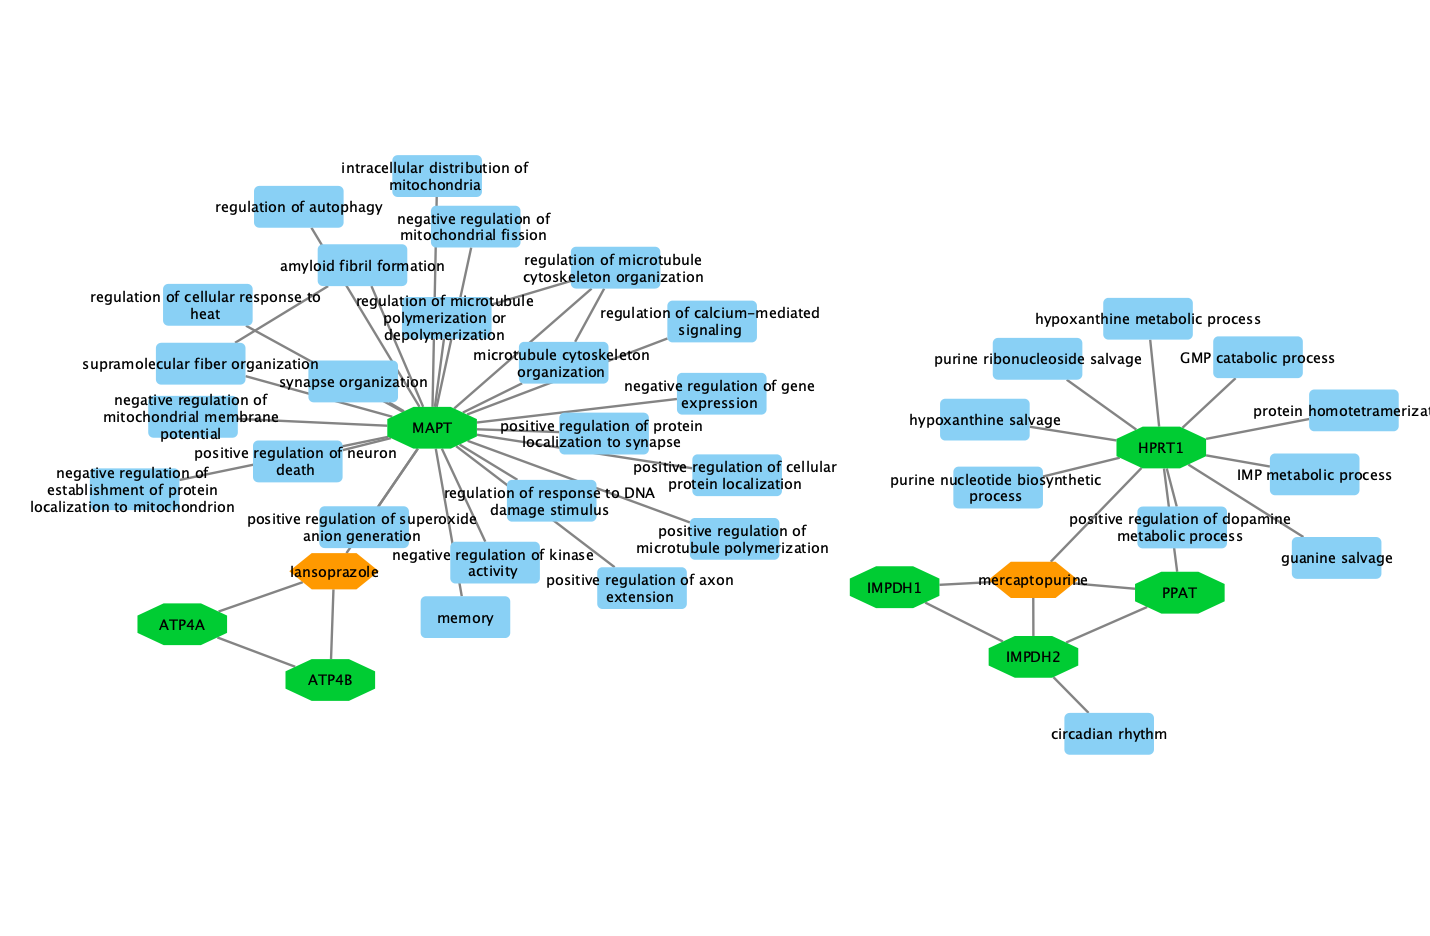 intracellular distribution of
mitochondria
regulation of autophagy
negative regulation of
mitochondrial fission
amyloid fibril formation
regulation of microtubule
cytoskeleton organization
regulation of cellular response to
heat
regulation of microtubule
polymerization or
depolymerization
regulation of calcium-mediated
signaling
supramolecular fiber organization
synapse organization
microtubule cytoskeleton
organization
negative regulation of gene
expression
negative regulation of
mitochondrial membrane
potential
MAPT
positive regulation of protein
localization to synapse
positive regulation of neuron
death
positive regulation of cellular
protein localization
negative regulation of
establishment of protein
localization to mitochondrion
regulation of response to DNA
damage stimulus
positive regulation of superoxide
anion generation
positive regulation of
microtubule polymerization
negative regulation of kinase
activity
positive regulation of axon
extension
lansoprazole
memory
ATP4A
ATP4B
hypoxanthine metabolic process
purine ribonucleoside salvage
GMP catabolic process
hypoxanthine salvage
protein homotetramerizat
HPRT1
purine nucleotide biosynthetic
process
IMP metabolic process
positive regulation of dopamine
metabolic process
guanine salvage
IMPDH1
mercaptopurine
PPAT
IMPDH2
circadian rhythm